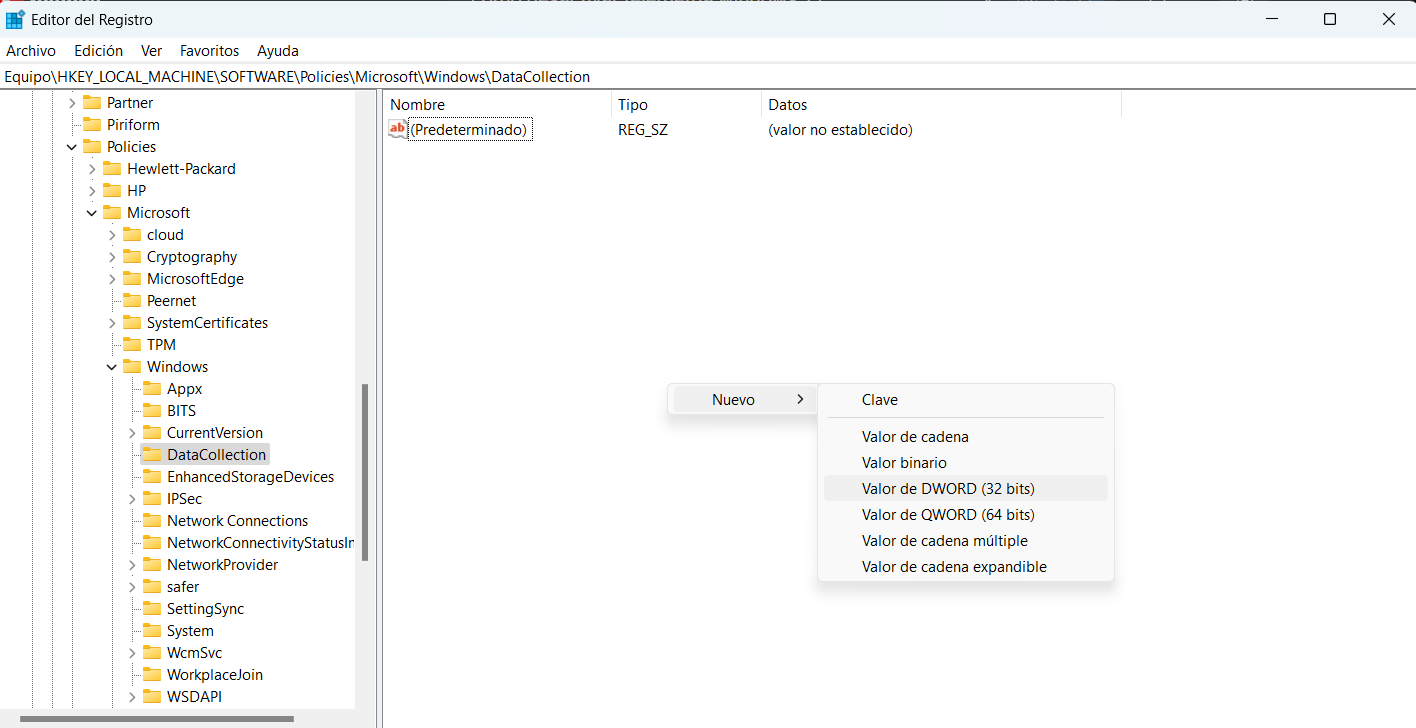 Editor del Registro
Archivo Edición Ver Favoritos Ayuda
Equipo\HKEY_LOCAL_MACHINE\SOFTWARE\Policies\Microsoft\Windows\DataCollection
Partner
Piriform
Policies
Hewlett-Packard
HP
Microsoft
cloud
Cryptography
MicrosoftEdge
Peernet
SystemCertificates
TPM
Windows
Appx
BITS
CurrentVersion
DataCollection
EnhancedStorageDevices
IPSec
Network Connections
NetworkConnectivityStatusIn
NetworkProvider
safer
SettingSync
System
WcmSvc
WorkplaceJoin
WSDAPI
Nombre Tipo Datos
ab (Predeterminado) REG_SZ (valor no establecido)
Nuevo
Clave
Valor de cadena
Valor binario
Valor de DWORD (32 bits)
Valor de QWORD (64 bits)
Valor de cadena múltiple
Valor de cadena expandible